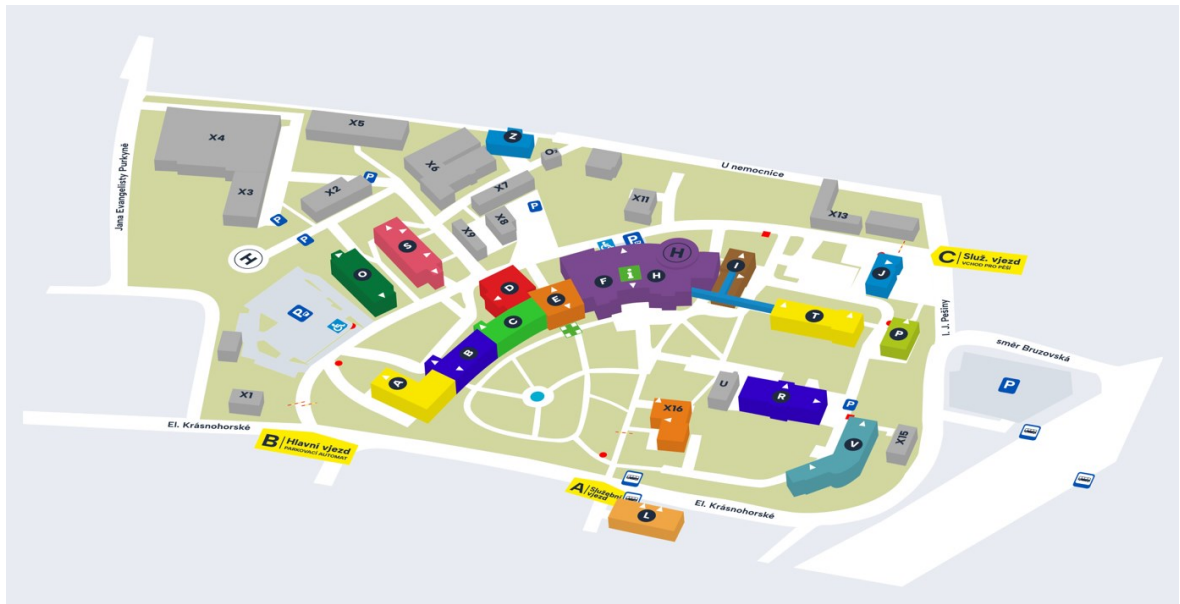 X5
X4
Z
O2
X6
U nemocnice
Jana Evangelisty Purkyně
X3
X2
P
X7
X11
X13
P
P
X8
P
S
X9
H
O
P
H
I
C Služ. vjezd
VCHOD PRO PĚŠÍ
J
F
i
H
D
E
C
T
P
I. J. Pešiny
P
B
směr Bruzovská
A
U
R
P
P
X1
X16
El. Krásnohorské
B Hlavní vjezd
PARKOVACÍ AUTOMAT
V
X15
A Služební
vjezd
El. Krásnohorské
L